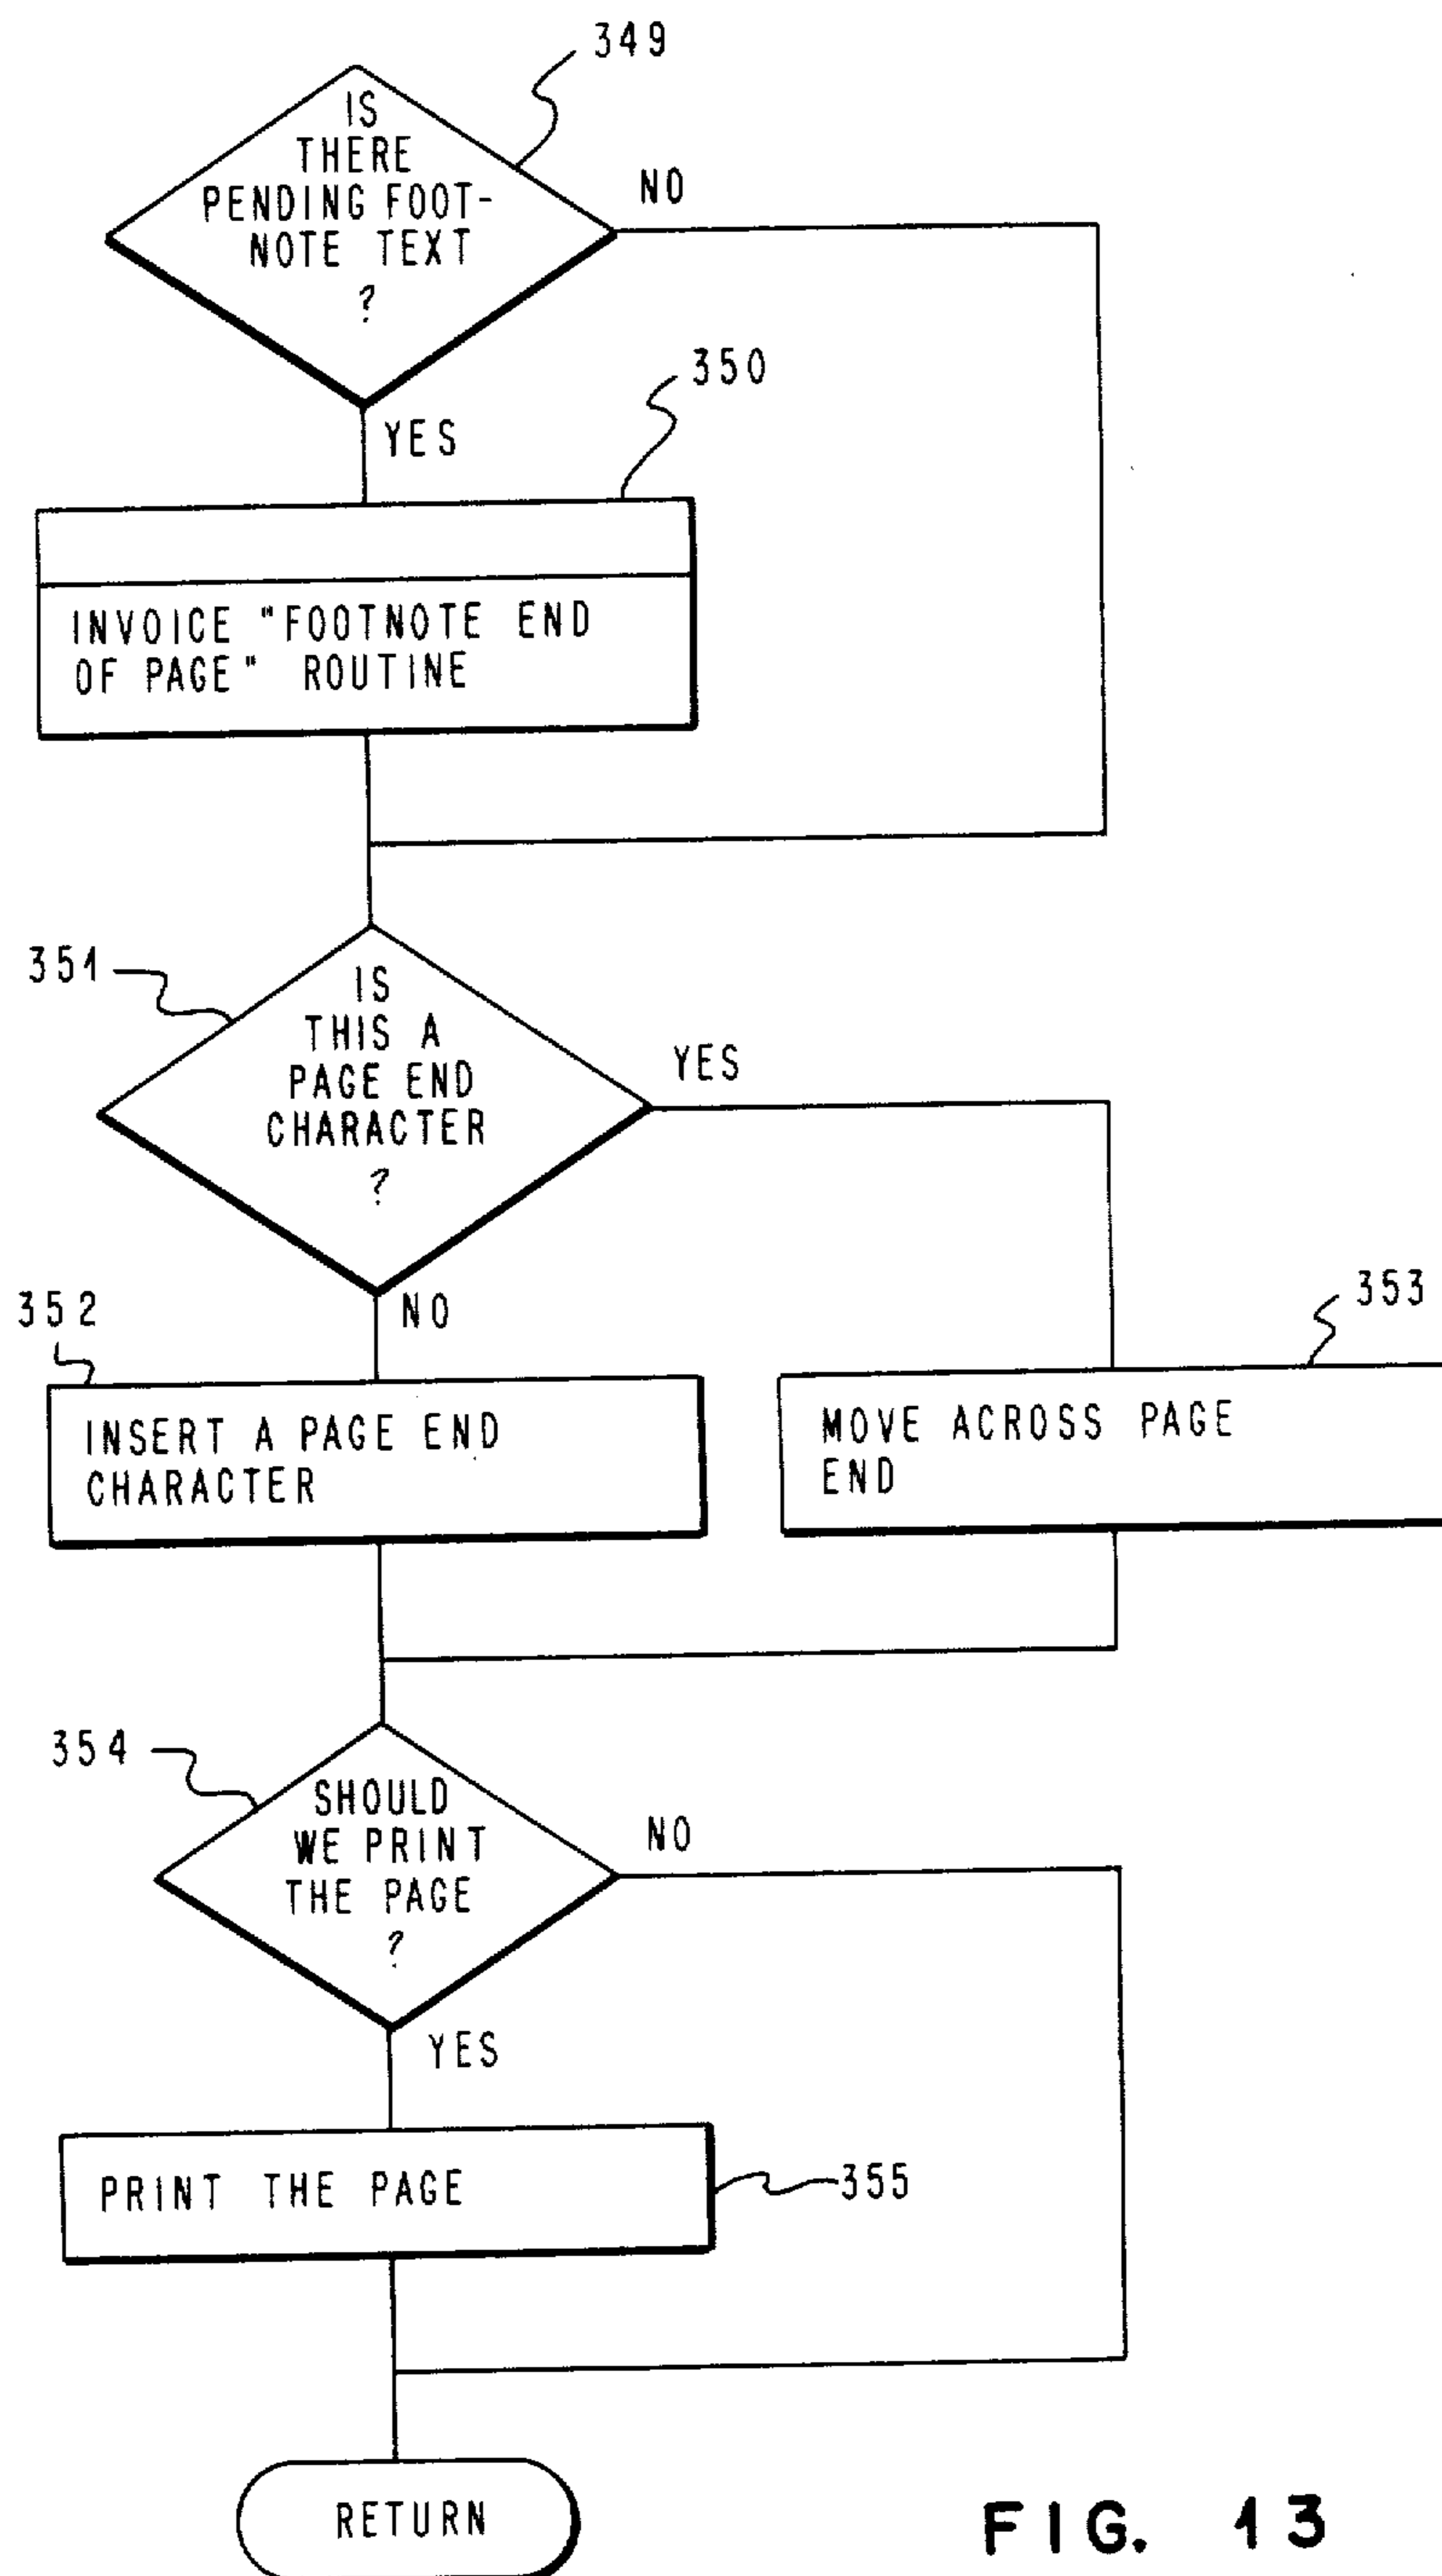 349
IS
THERE
PENDING FOOT-
NOTE TEXT
?
NO
YES
350
INVOICE "FOOTNOTE END
OF PAGE" ROUTINE
351
IS
THIS A
PAGE END
CHARACTER
?
YES
NO
352
INSERT A PAGE END
CHARACTER
353
MOVE ACROSS PAGE
END
354
SHOULD
WE PRINT
THE PAGE
?
NO
YES
PRINT THE PAGE
355
RETURN
FIG. 13